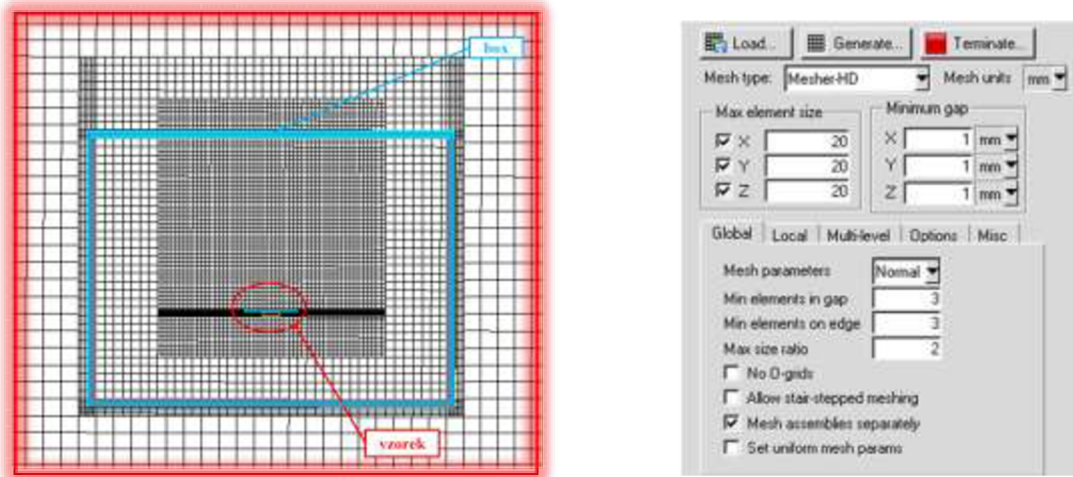 box
vzorek
Load... Generate... Terminate...
Mesh type: Mesher-HD Mesh units mm
Max element size Minimum gap
X 20 X 1 mm
Y 20 Y 1 mm
Z 20 Z 1 mm
Global Local Multi-level Options Misc
Mesh parameters Normal
Min elements in gap 3
Min elements on edge 3
Max size ratio 2
No O-grids
Allow stair-stepped meshing
Mesh assemblies separately
Set uniform mesh params